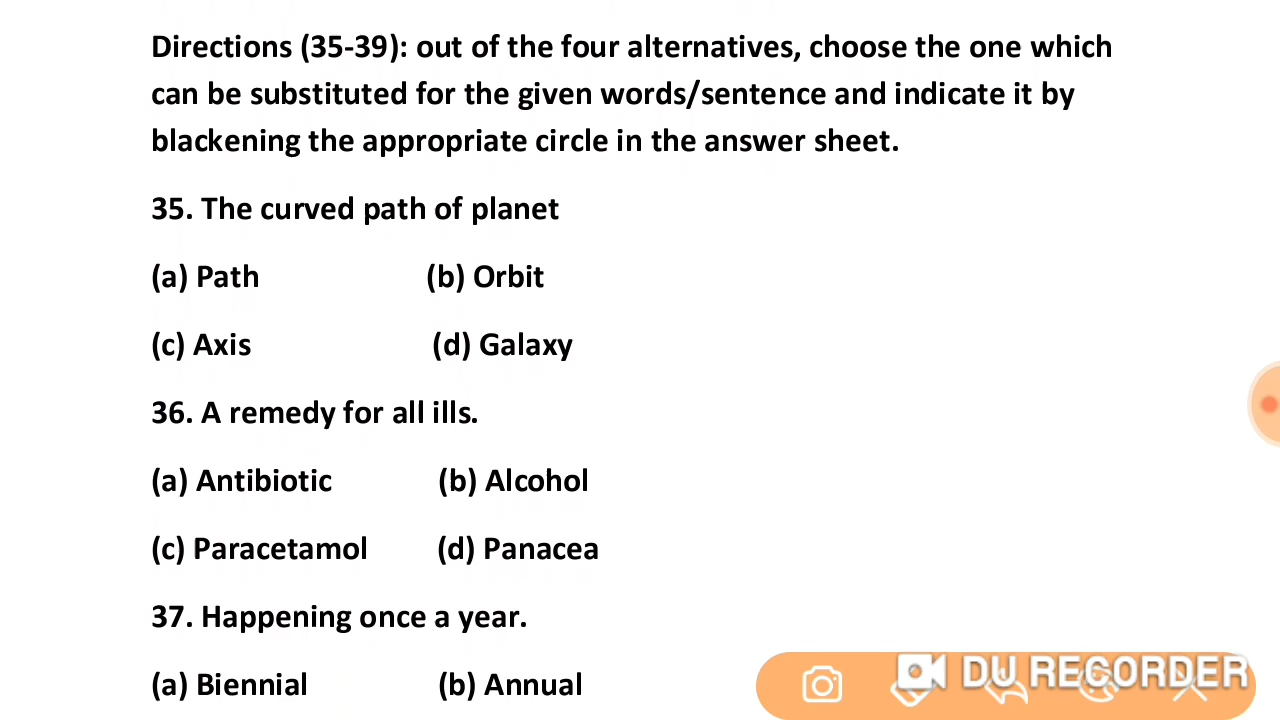 Directions (35-39): out of the four alternatives, choose the one which
can be substituted for the given words/sentence and indicate it by
blackening the appropriate circle in the answer sheet.
35. The curved path of planet
(a) Path (b) Orbit
(c) Axis (d) Galaxy
36. A remedy for all ills.
(a) Antibiotic (b) Alcohol
(c) Paracetamol (d) Panacea
37. Happening once a year.
(a) Biennial (b) Annual
DU RECORDER